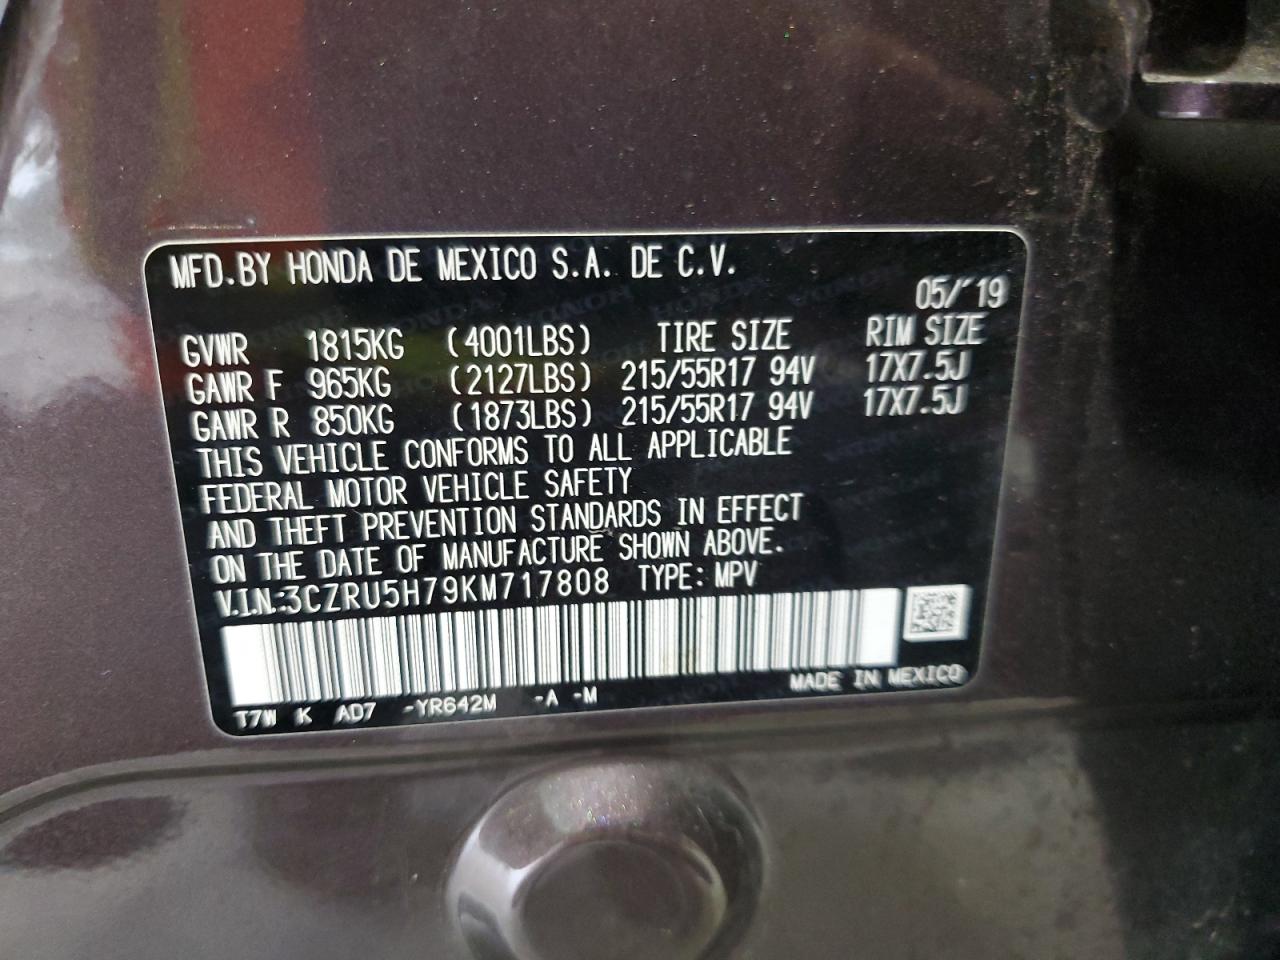 MFD.BY HONDA DE MEXICO S.A. DE C.V.
05/'19
GVWR 1815KG (4001LBS) TIRE SIZE RIM SIZE
GAWR F 965KG (2127LBS) 215/55R17 94V 17X7.5J
GAWR R 850KG (1873LBS) 215/55R17 94V 17X7.5J
THIS VEHICLE CONFORMS TO ALL APPLICABLE
FEDERAL MOTOR VEHICLE SAFETY
AND THEFT PREVENTION STANDARDS IN EFFECT
ON THE DATE OF MANUFACTURE SHOWN ABOVE.
V.I.N.:3CZRU5H79KM717808 TYPE: MPV
MADE IN MEXICO
T7W K AD7 -YR642M -A -M